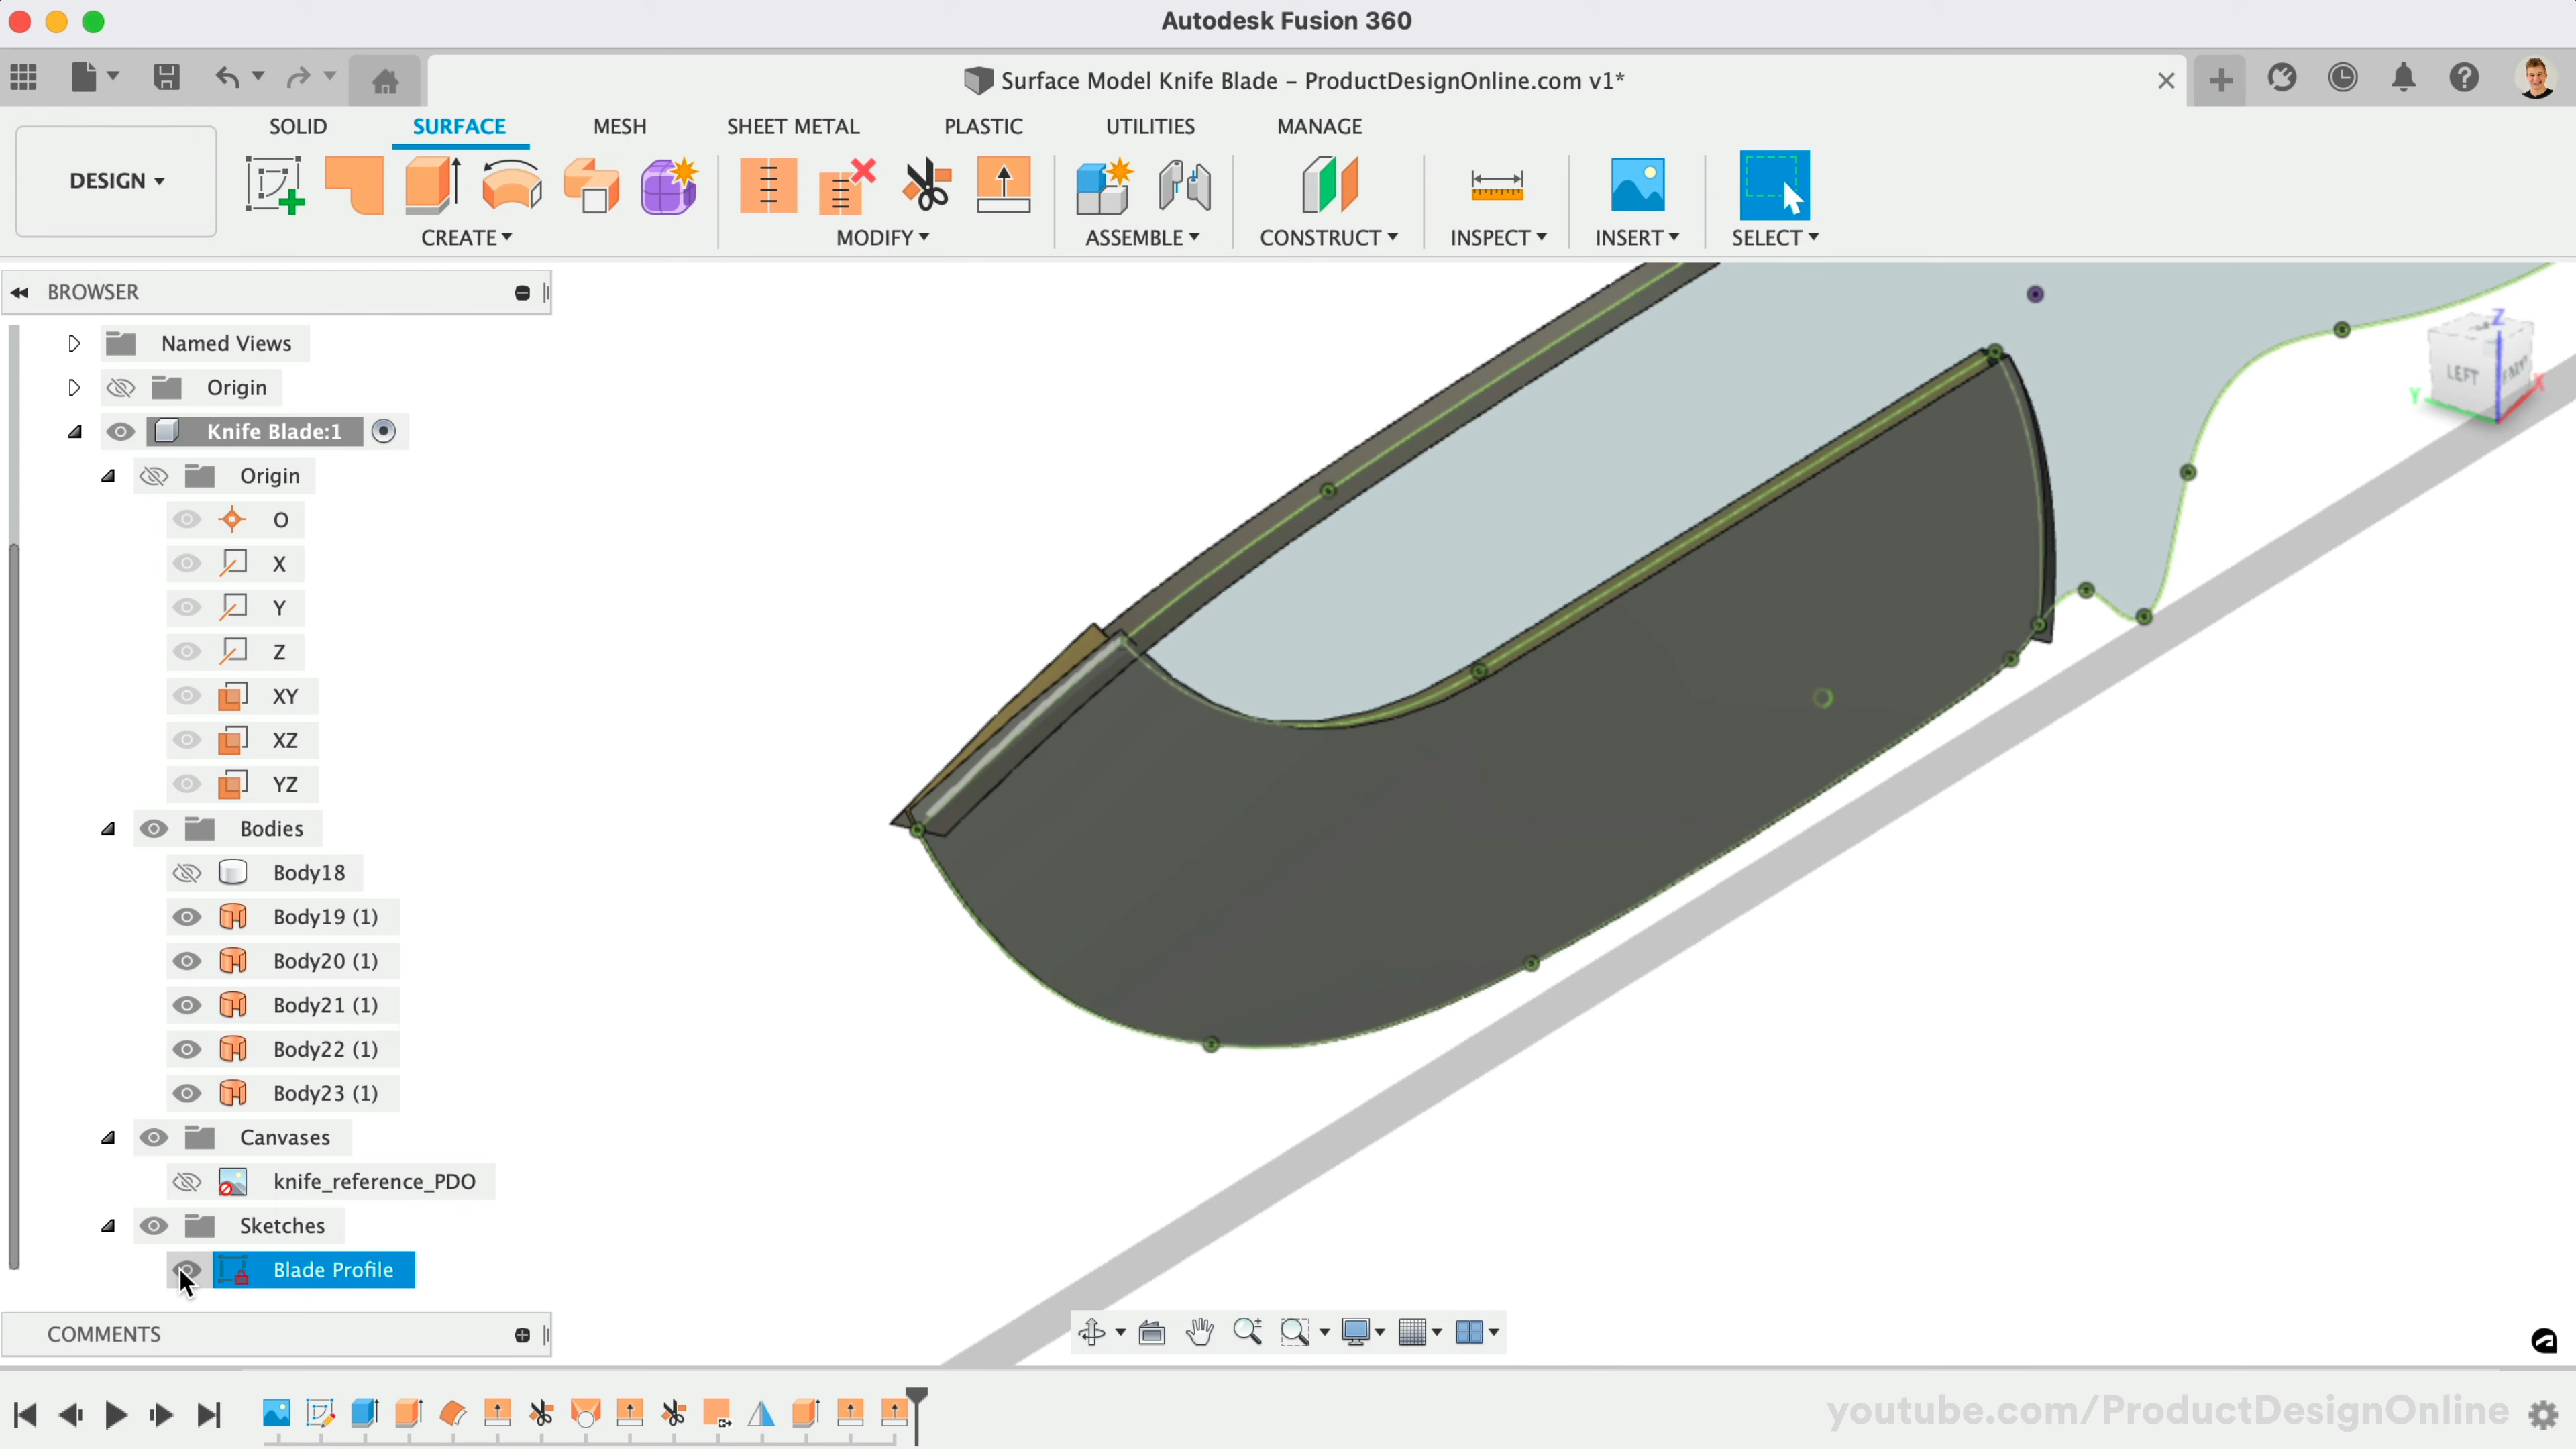 Autodesk Fusion 360
Surface Model Knife Blade – ProductDesignOnline.com v1*
SOLID SURFACE MESH SHEET METAL PLASTIC UTILITIES MANAGE
DESIGN
CREATE MODIFY ASSEMBLE CONSTRUCT INSPECT INSERT SELECT
BROWSER
Named Views
Origin
Knife Blade:1
Origin
O
X
Y
Z
XY
XZ
YZ
Bodies
Body18
Body19 (1)
Body20 (1)
Body21 (1)
Body22 (1)
Body23 (1)
Canvases
knife_reference_PDO
Sketches
Blade Profile
Z
LEFT
Y
X
COMMENTS
youtube.com/ProductDesignOnline